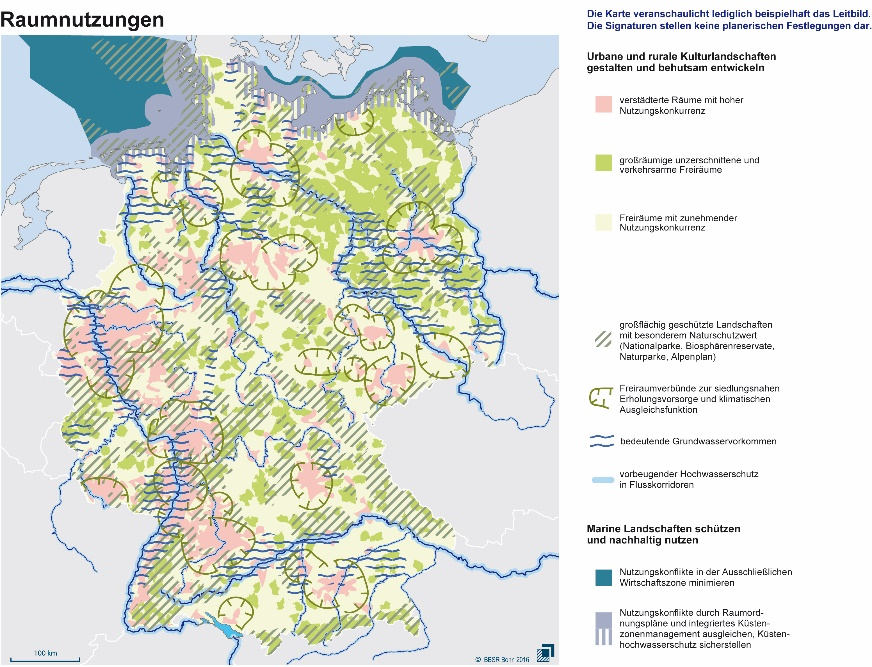 Raumnutzungen
Die Karte veranschaulicht lediglich beispielhaft das Leitbild.
Die Signaturen stellen keine planerischen Festlegungen dar.
Urbane und rurale Kulturlandschaften
gestalten und behutsam entwickeln
verstädterte Räume mit hoher
Nutzungskonkurrenz
großräumige unzerschnittene und
verkehrsarme Freiräume
Freiräume mit zunehmender
Nutzungskonkurrenz
großflächig geschützte Landschaften
mit besonderem Naturschutzwert
(Nationalparke, Biosphärenreservate,
Naturparke, Alpenplan)
Freiraumverbünde zur siedlungsnahen
Erholungsvorsorge und klimatischen
Ausgleichsfunktion
bedeutende Grundwasservorkommen
vorbeugender Hochwasserschutz
in Flusskorridoren
Marine Landschaften schützen
und nachhaltig nutzen
Nutzungskonflikte in der Ausschließlichen
Wirtschaftszone minimieren
Nutzungskonflikte durch Raumord-
nungspläne und integriertes Küsten-
zonenmanagement ausgleichen, Küsten-
hochwasserschutz sicherstellen
100 km
© BBSR Bonn 2016